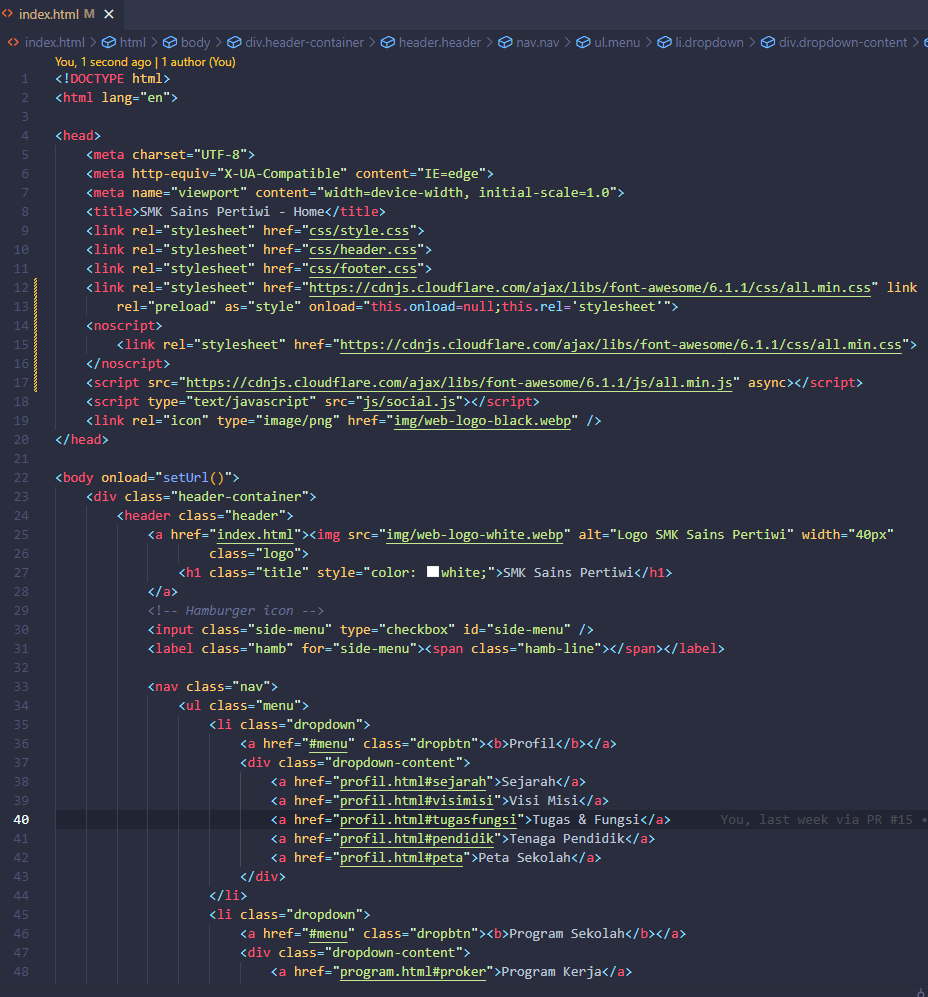 index.html M
index.html > html > body > div.header-container > header.header > nav.nav > ul.menu > li.dropdown > div.dropdown-content >
You, 1 second ago | 1 author (You)
1 <!DOCTYPE html>
2 <html lang="en">
3
4 <head>
5 <meta charset="UTF-8">
6 <meta http-equiv="X-UA-Compatible" content="IE=edge">
7 <meta name="viewport" content="width=device-width, initial-scale=1.0">
8 <title>SMK Sains Pertiwi - Home</title>
9 <link rel="stylesheet" href="css/style.css">
10 <link rel="stylesheet" href="css/header.css">
11 <link rel="stylesheet" href="css/footer.css">
12 <link rel="stylesheet" href="https://cdnjs.cloudflare.com/ajax/libs/font-awesome/6.1.1/css/all.min.css" link
13 rel="preload" as="style" onload="this.onload=null;this.rel='stylesheet'">
14 <noscript>
15 <link rel="stylesheet" href="https://cdnjs.cloudflare.com/ajax/libs/font-awesome/6.1.1/css/all.min.css">
16 </noscript>
17 <script src="https://cdnjs.cloudflare.com/ajax/libs/font-awesome/6.1.1/js/all.min.js" async></script>
18 <script type="text/javascript" src="js/social.js"></script>
19 <link rel="icon" type="image/png" href="img/web-logo-black.webp" />
20 </head>
21
22 <body onload="setUrl()">
23 <div class="header-container">
24 <header class="header">
25 <a href="index.html"><img src="img/web-logo-white.webp" alt="Logo SMK Sains Pertiwi" width="40px"
26 class="logo">
27 <h1 class="title" style="color: white;">SMK Sains Pertiwi</h1>
28 </a>
29 <!-- Hamburger icon -->
30 <input class="side-menu" type="checkbox" id="side-menu" />
31 <label class="hamb" for="side-menu"><span class="hamb-line"></span></label>
32
33 <nav class="nav">
34 <ul class="menu">
35 <li class="dropdown">
36 <a href="#menu" class="dropbtn"><b>Profil</b></a>
37 <div class="dropdown-content">
38 <a href="profil.html#sejarah">Sejarah</a>
39 <a href="profil.html#visimisi">Visi Misi</a>
40 <a href="profil.html#tugasfungsi">Tugas & Fungsi</a> You, last week via PR #15 •
41 <a href="profil.html#pendidik">Tenaga Pendidik</a>
42 <a href="profil.html#peta">Peta Sekolah</a>
43 </div>
44 </li>
45 <li class="dropdown">
46 <a href="#menu" class="dropbtn"><b>Program Sekolah</b></a>
47 <div class="dropdown-content">
48 <a href="program.html#proker">Program Kerja</a>